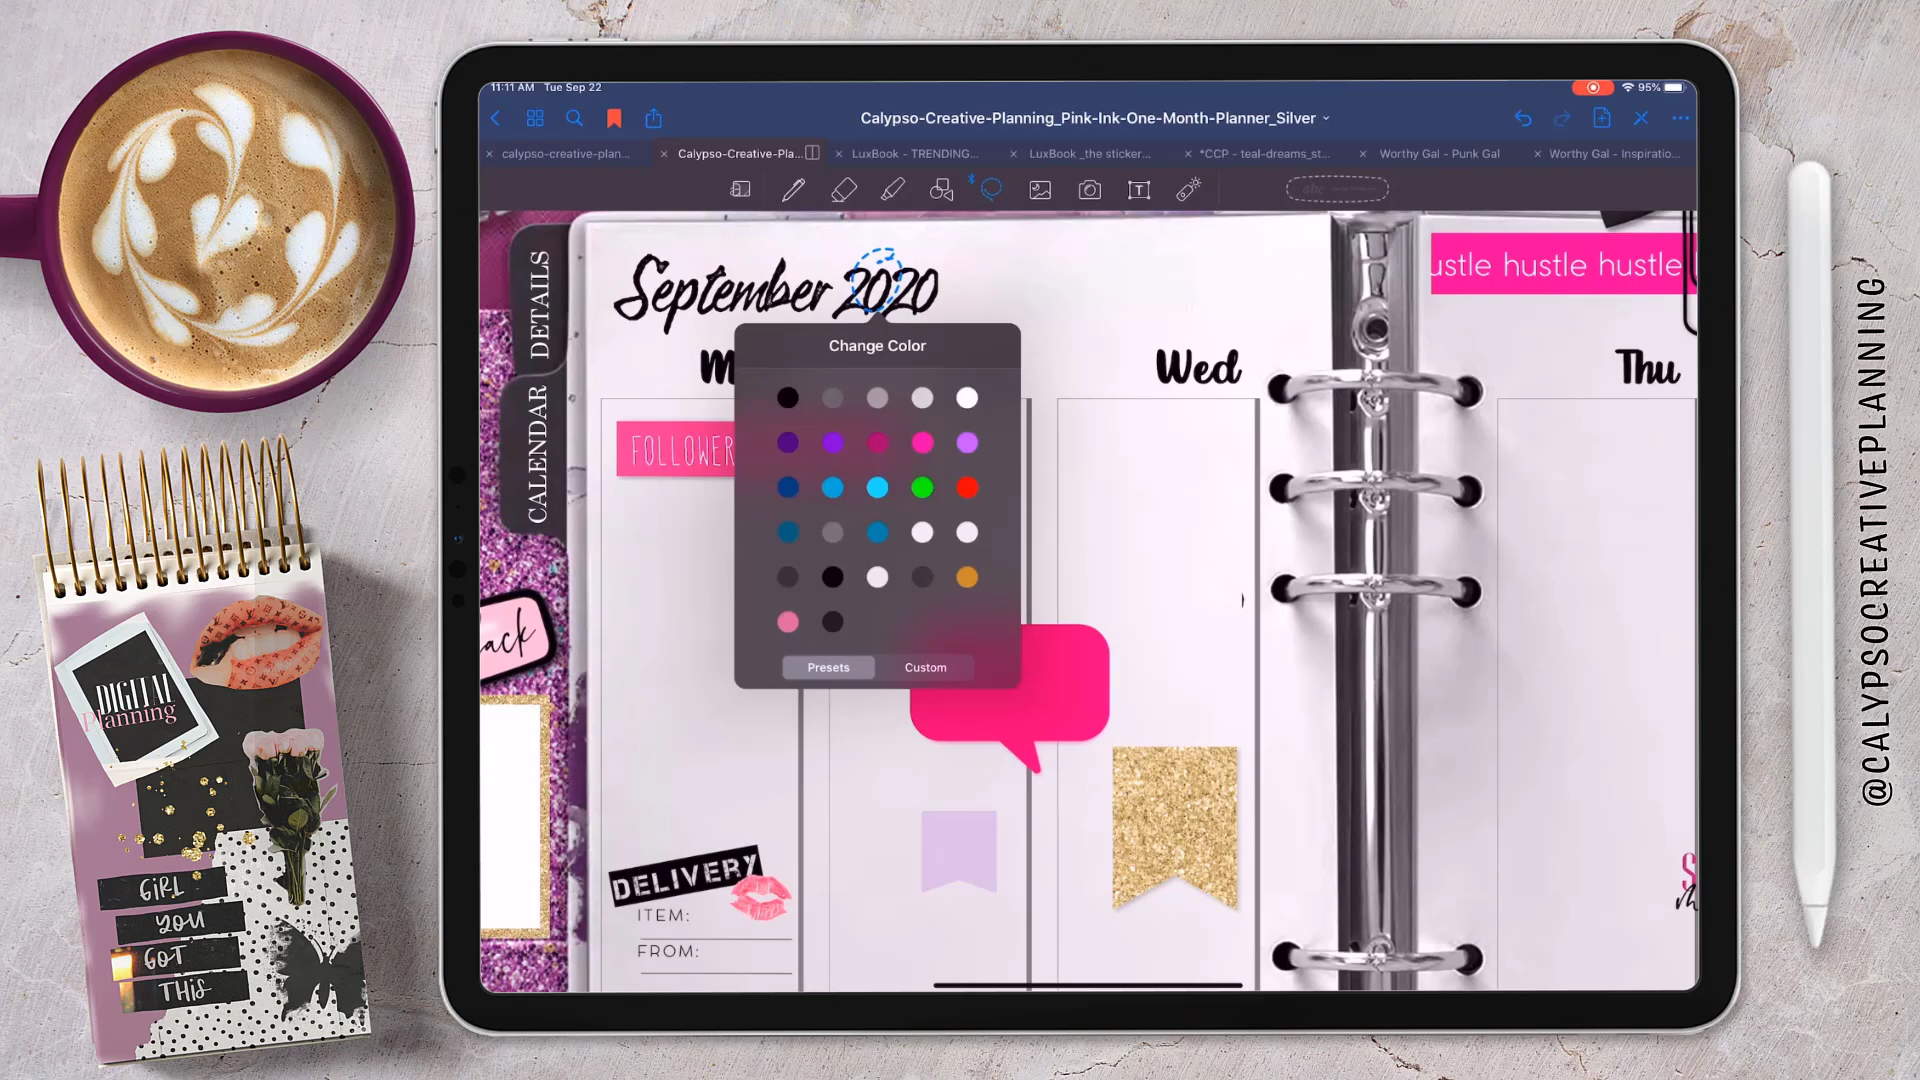 11:11 AM Tue Sep 22
95%
Calypso-Creative-Planning_Pink-Ink-One-Month-Planner_Silver
calypso-creative-plan...
Calypso-Creative-Pla...
LuxBook - TRENDING...
LuxBook _the sticker...
*CCP - teal-dreams_st...
Worthy Gal - Punk Gal
Worthy Gal - Inspiratio...
abc
T
DETAILS
CALENDAR
September 2020
ustle hustle hustle
Change Color
M
Wed
Thu
FOLLOWER
Presets
Custom
ack
DELIVERY
ITEM:
FROM:
S
DIGITAL
Planning
GIRL
YOU
GOT
THIS
@CALYPSOCREATIVEPLANNING